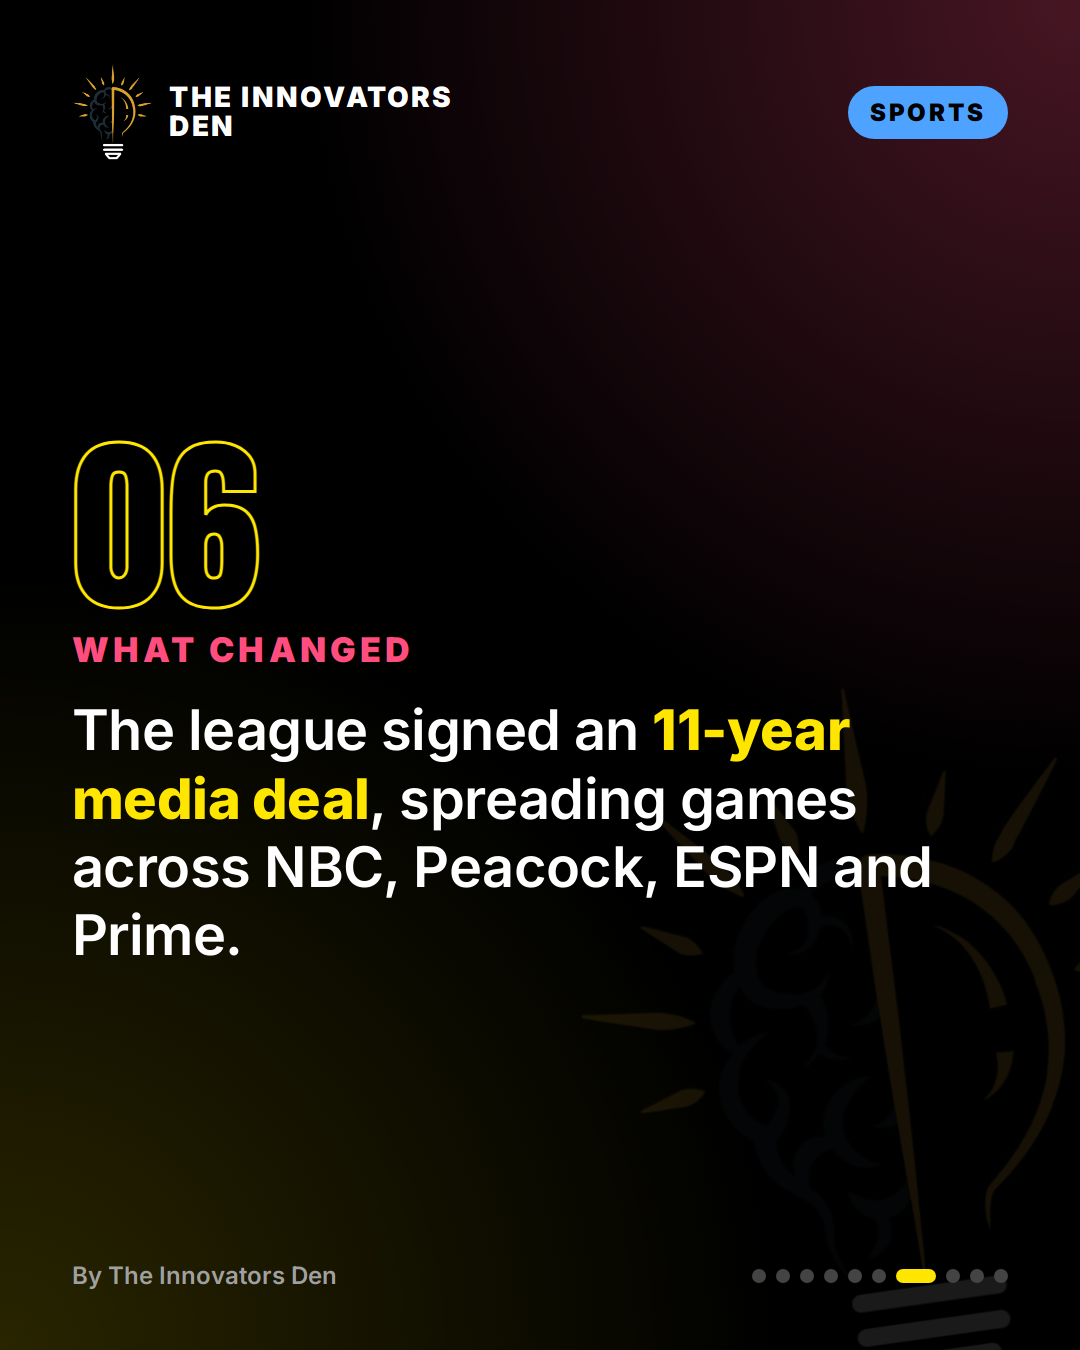 THE INNOVATORS
DEN
SPORTS
06
WHAT CHANGED
The league signed an 11-year
media deal, spreading games
across NBC, Peacock, ESPN and
Prime.
By The Innovators Den